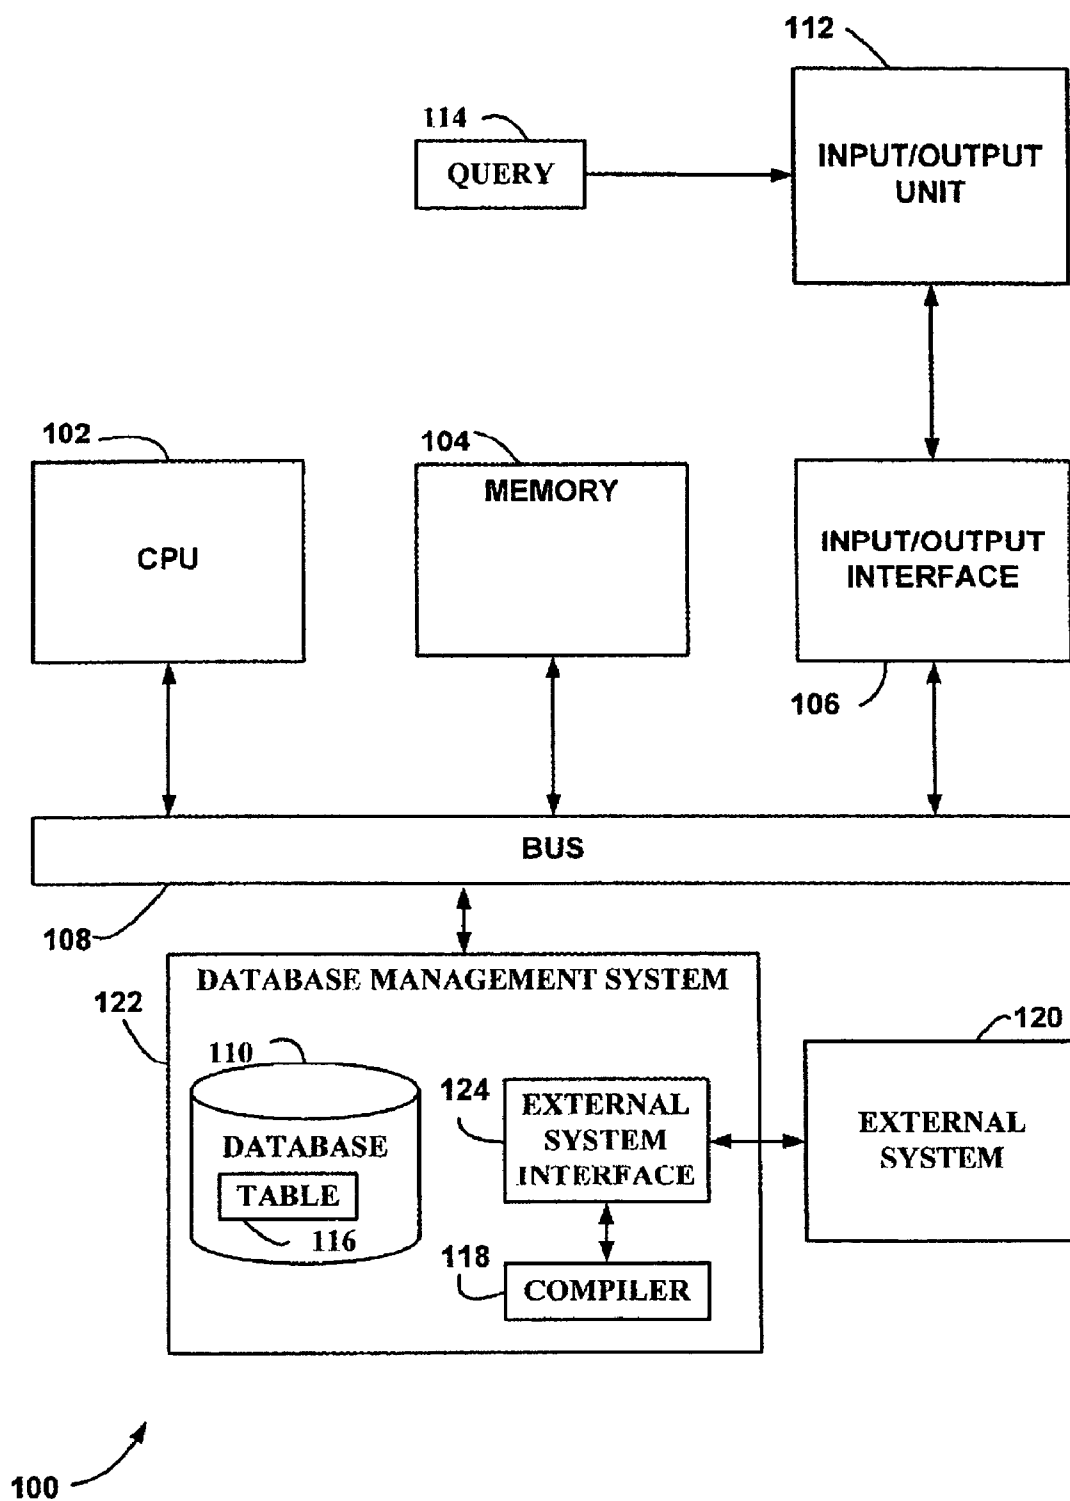 112
114
QUERY
INPUT/OUTPUT
UNIT
102
104
CPU
MEMORY
INPUT/OUTPUT
INTERFACE
106
BUS
108
DATABASE MANAGEMENT SYSTEM
122
120
110
DATABASE
TABLE
116
124
EXTERNAL
SYSTEM
INTERFACE
EXTERNAL
SYSTEM
118
COMPILER
100